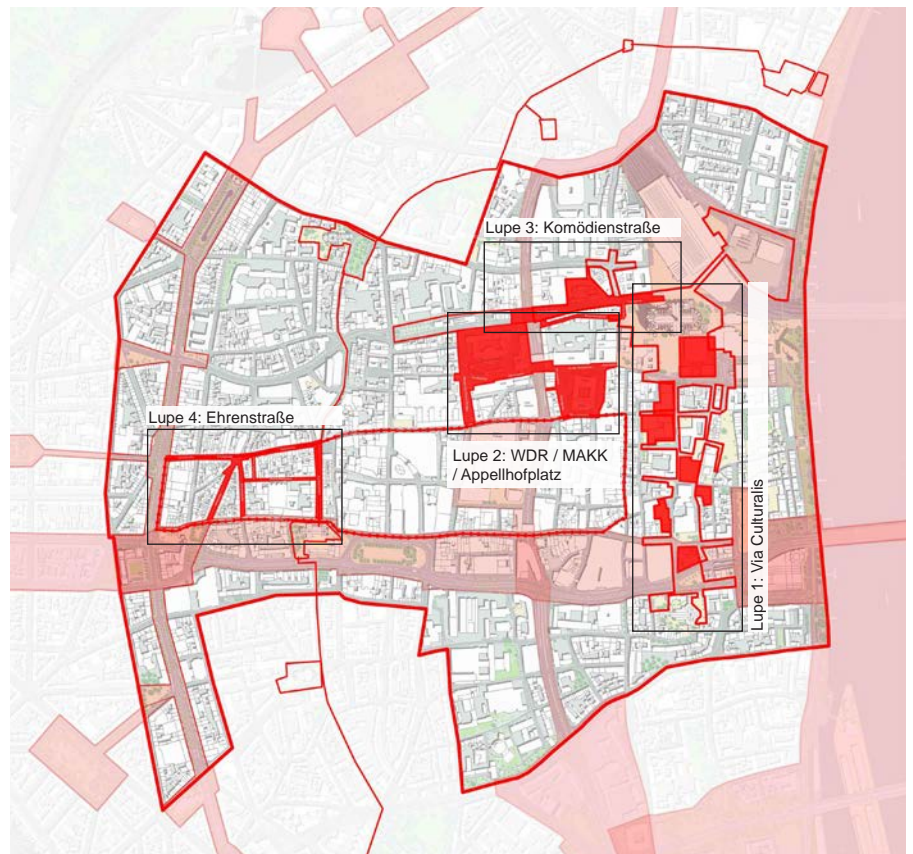 Lupe 3: Komödienstraße
Lupe 4: Ehrenstraße
Lupe 2: WDR / MAKK
/ Appellhofplatz
Lupe 1: Via Culturalis